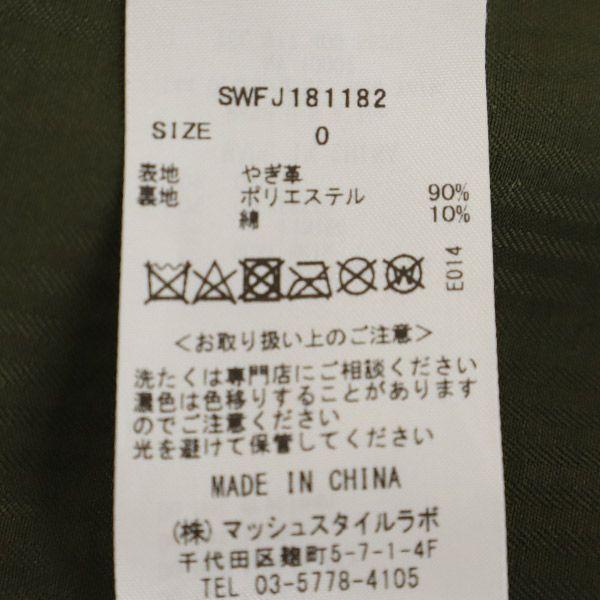 SWFJ181182
SIZE 0
表地 やぎ革
裏地 ポリエステル 90%
綿 10%
W
E014
<お取り扱い上のご注意>
洗たくは専門店にご相談ください
濃色は色移りすることがあります
のでご注意ください
光を避けて保管してください
MADE IN CHINA
(株)マッシュスタイルラボ
千代田区麹町5-7-1-4F
TEL 03-5778-4105